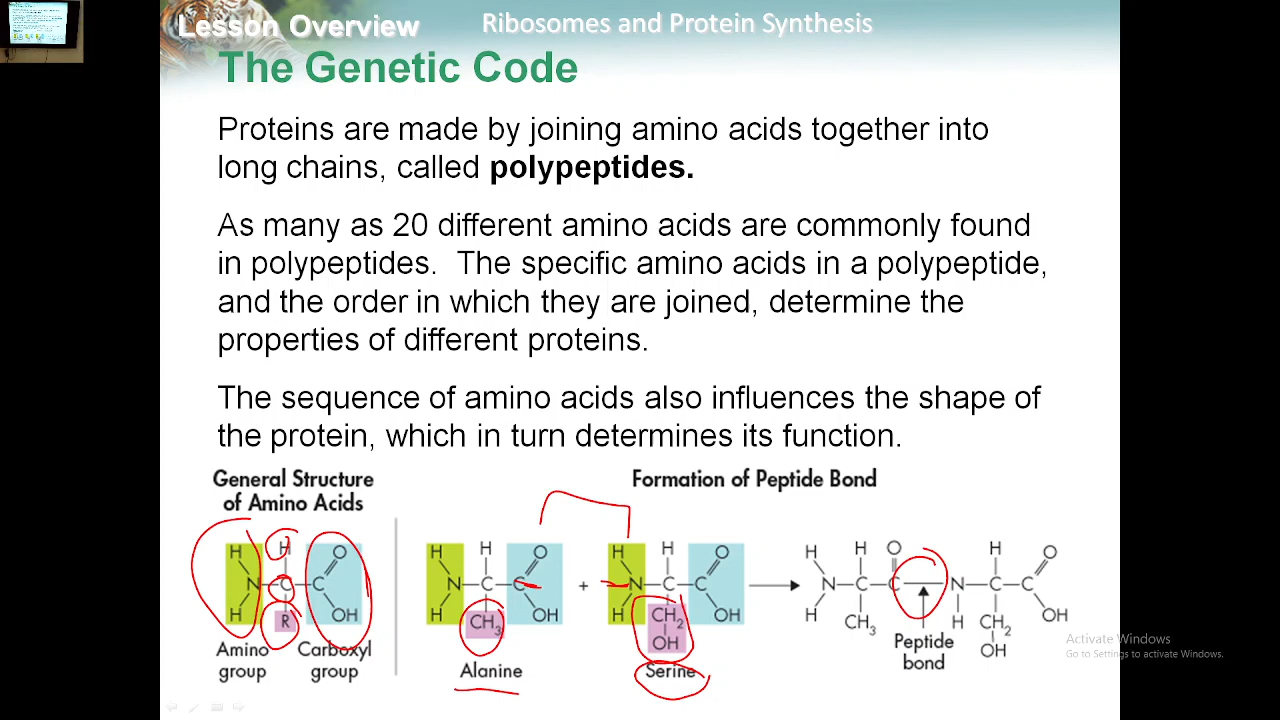 Lesson Overview
Ribosomes and Protein Synthesis
The Genetic Code
Proteins are made by joining amino acids together into
long chains, called polypeptides.
As many as 20 different amino acids are commonly found
in polypeptides. The specific amino acids in a polypeptide,
and the order in which they are joined, determine the
properties of different proteins.
The sequence of amino acids also influences the shape of
the protein, which in turn determines its function.
General Structure
of Amino Acids
H H O
N C C
H R OH
Amino
group
Carboxyl
group
Formation of Peptide Bond
H H O
N C C
H CH3 OH
Alanine
+
H H O
N C C
H CH2 OH
OH
Serine
H H O H O
N C C N C C
H CH3 H CH2 OH
OH
Peptide
bond
Activate Windows
Go to Settings to activate Windows.